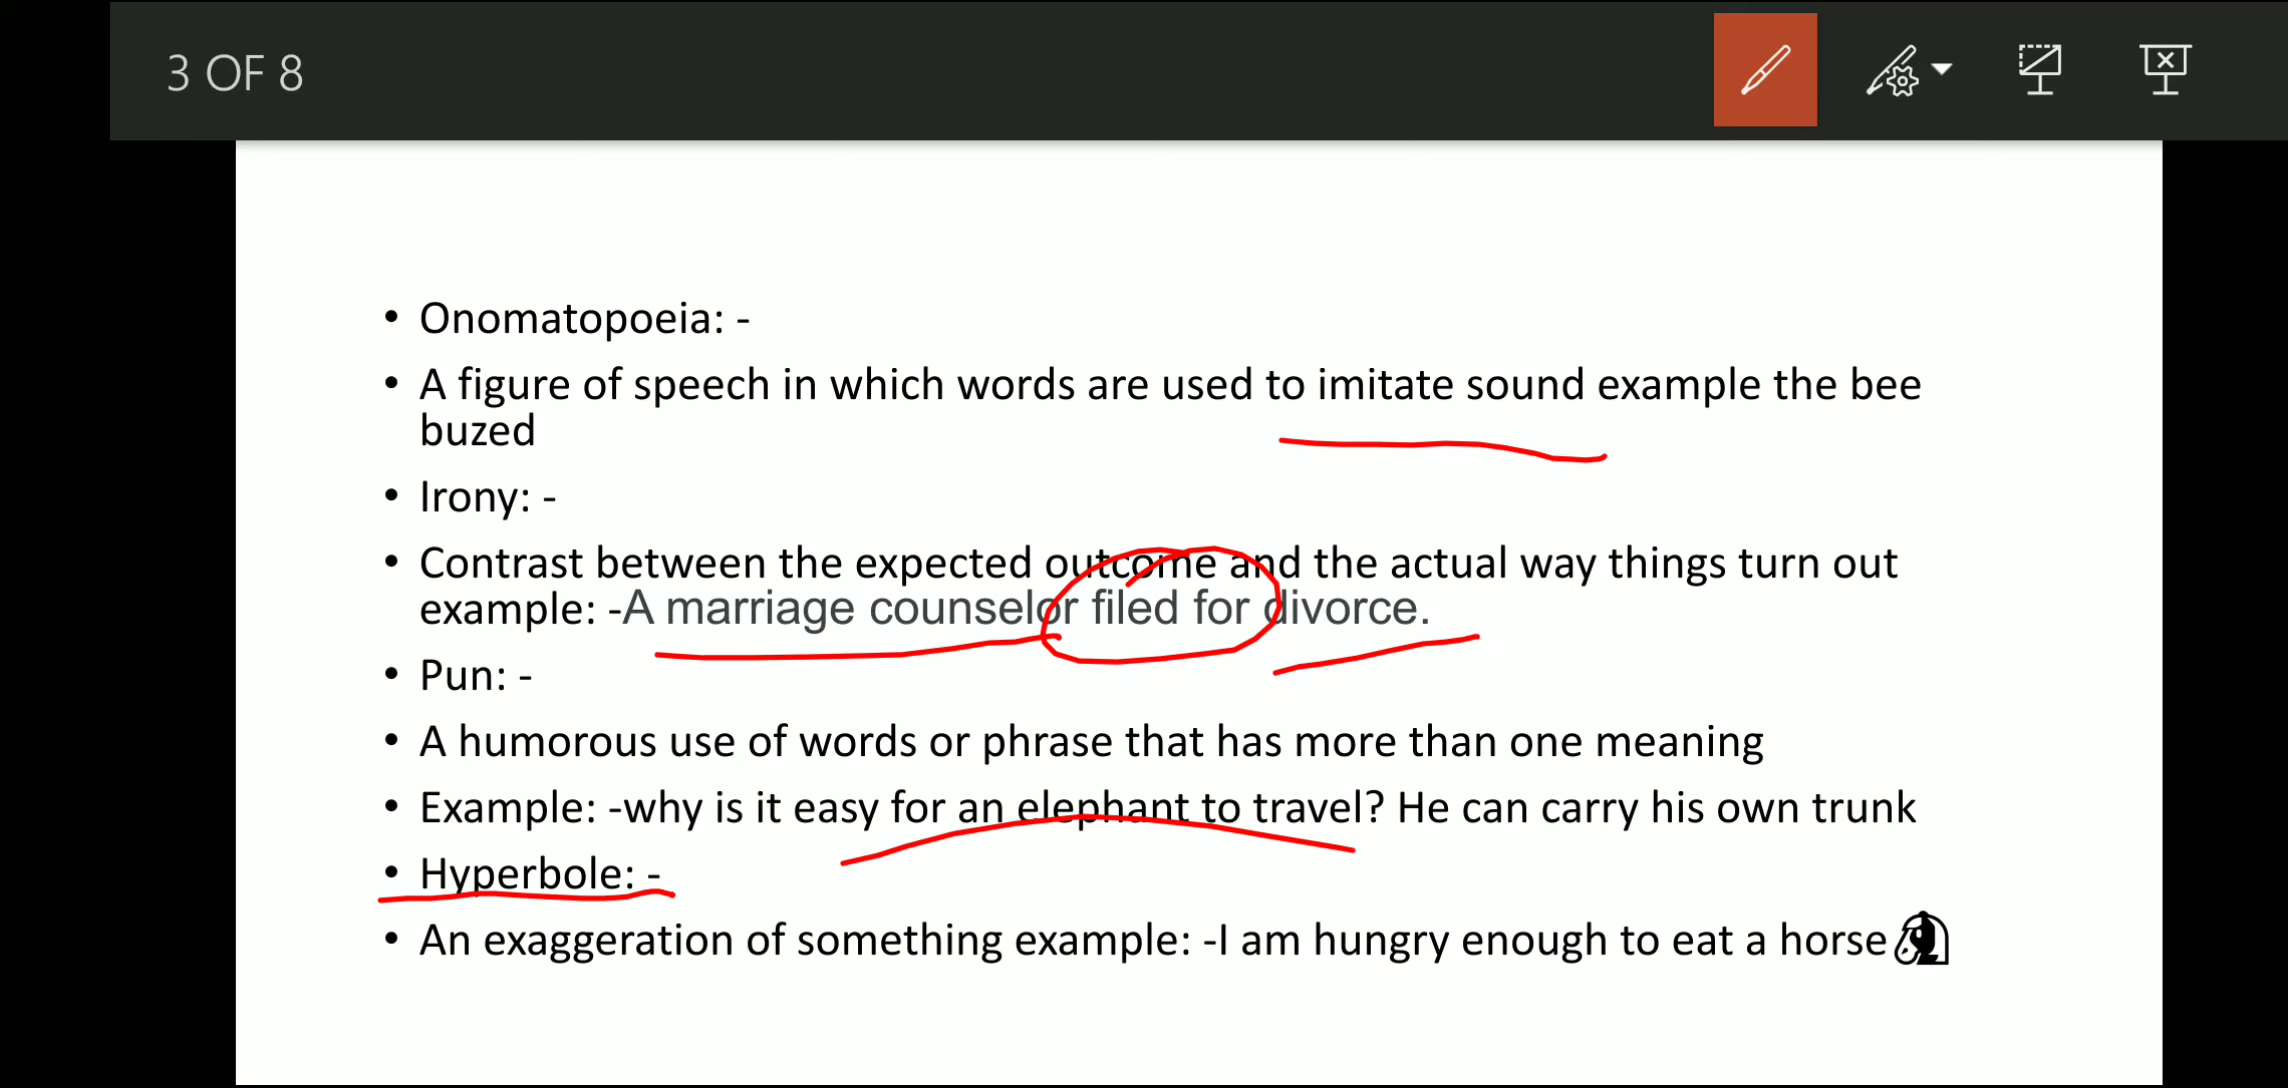 3 OF 8
• Onomatopoeia: -
• A figure of speech in which words are used to imitate sound example the bee
buzed
• Irony: -
• Contrast between the expected outcome and the actual way things turn out
example: -A marriage counselor filed for divorce.
• Pun: -
• A humorous use of words or phrase that has more than one meaning
• Example: -why is it easy for an elephant to travel? He can carry his own trunk
• Hyperbole: -
• An exaggeration of something example: -I am hungry enough to eat a horse